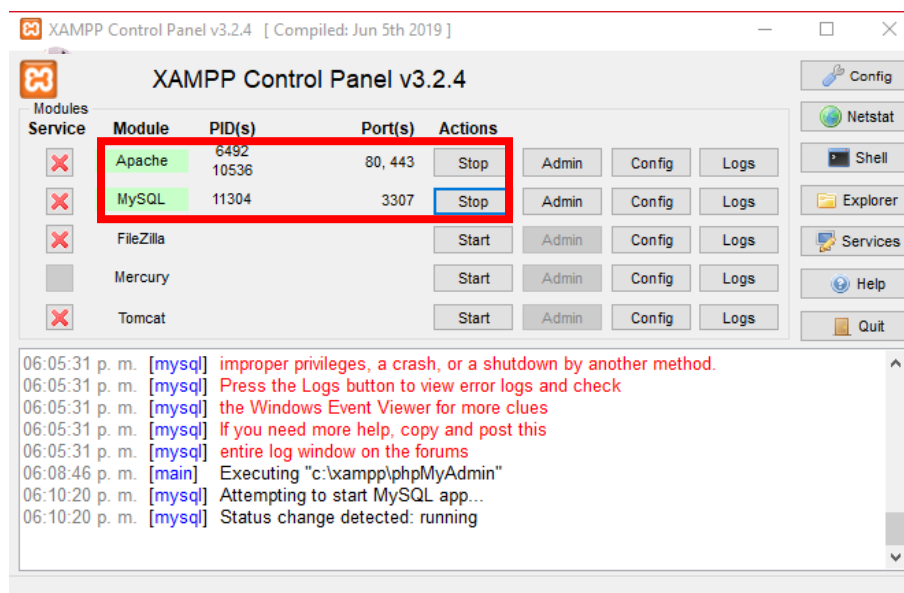 XAMPP Control Panel v3.2.4 [ Compiled: Jun 5th 2019 ]
XAMPP Control Panel v3.2.4
Config
Modules
Service Module PID(s) Port(s) Actions
Netstat
Apache 6492 10536 80, 443 Stop Admin Config Logs
Shell
MySQL 11304 3307 Stop Admin Config Logs
Explorer
FileZilla Start Admin Config Logs
Services
Mercury Start Admin Config Logs
Help
Tomcat Start Admin Config Logs
Quit
06:05:31 p. m. [mysql] improper privileges, a crash, or a shutdown by another method.
06:05:31 p. m. [mysql] Press the Logs button to view error logs and check
06:05:31 p. m. [mysql] the Windows Event Viewer for more clues
06:05:31 p. m. [mysql] If you need more help, copy and post this
06:05:31 p. m. [mysql] entire log window on the forums
06:08:46 p. m. [main] Executing "c:\xampp\phpMyAdmin"
06:10:20 p. m. [mysql] Attempting to start MySQL app...
06:10:20 p. m. [mysql] Status change detected: running